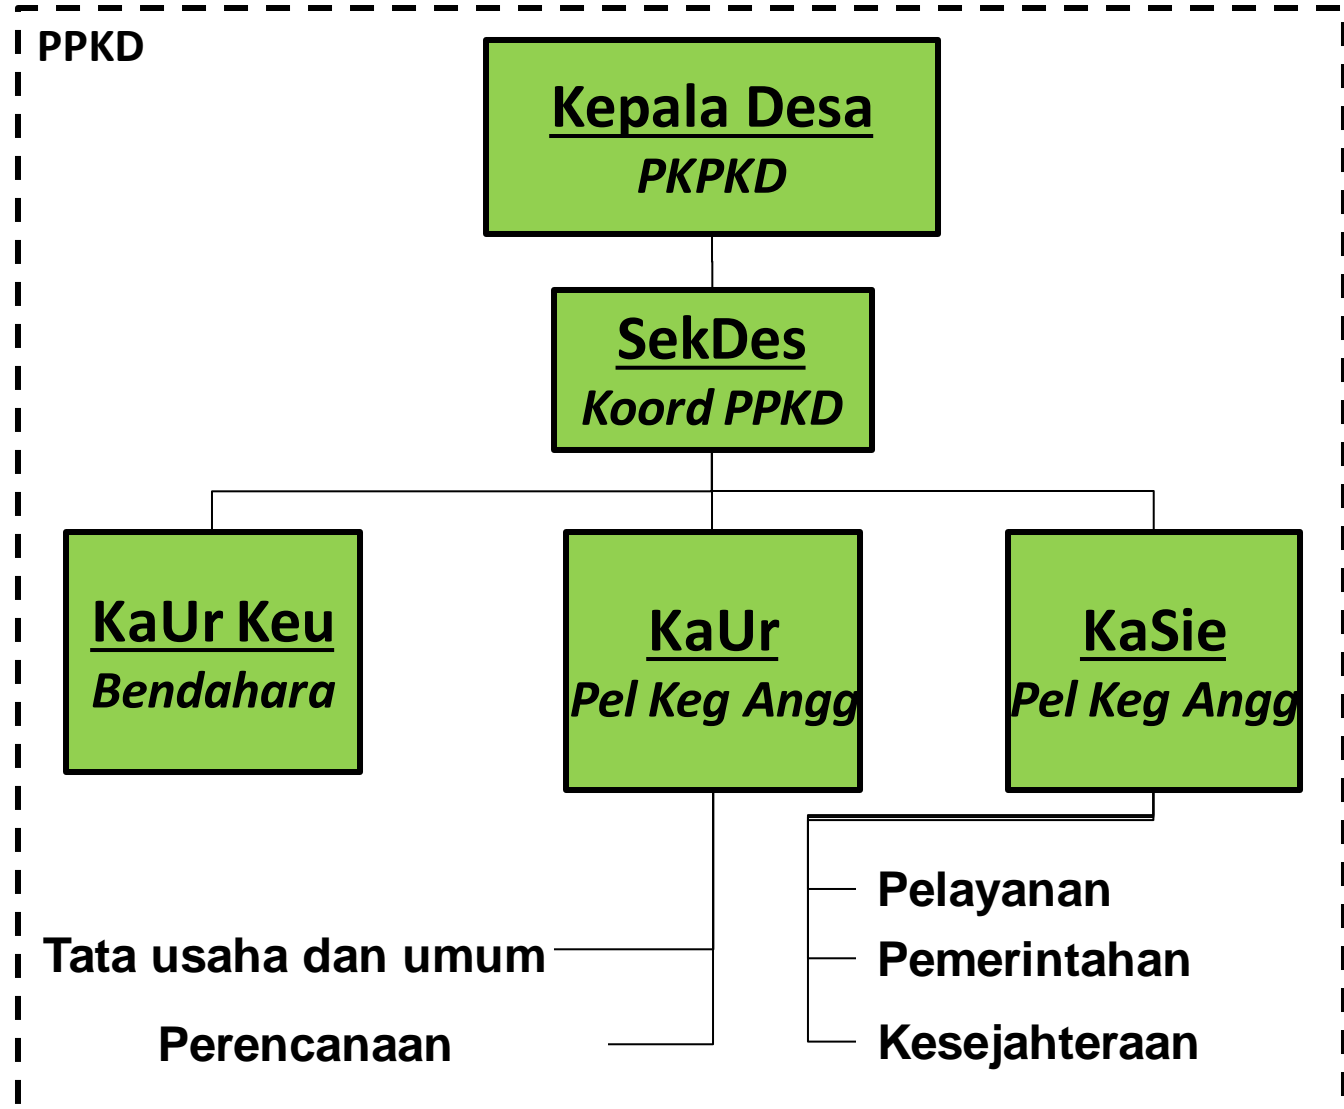 PPKD
Kepala Desa
PKPKD
SekDes
Koord PPKD
KaUr Keu
Bendahara
KaUr
Pel Keg Angg
KaSie
Pel Keg Angg
Tata usaha dan umum
Perencanaan
Pelayanan
Pemerintahan
Kesejahteraan